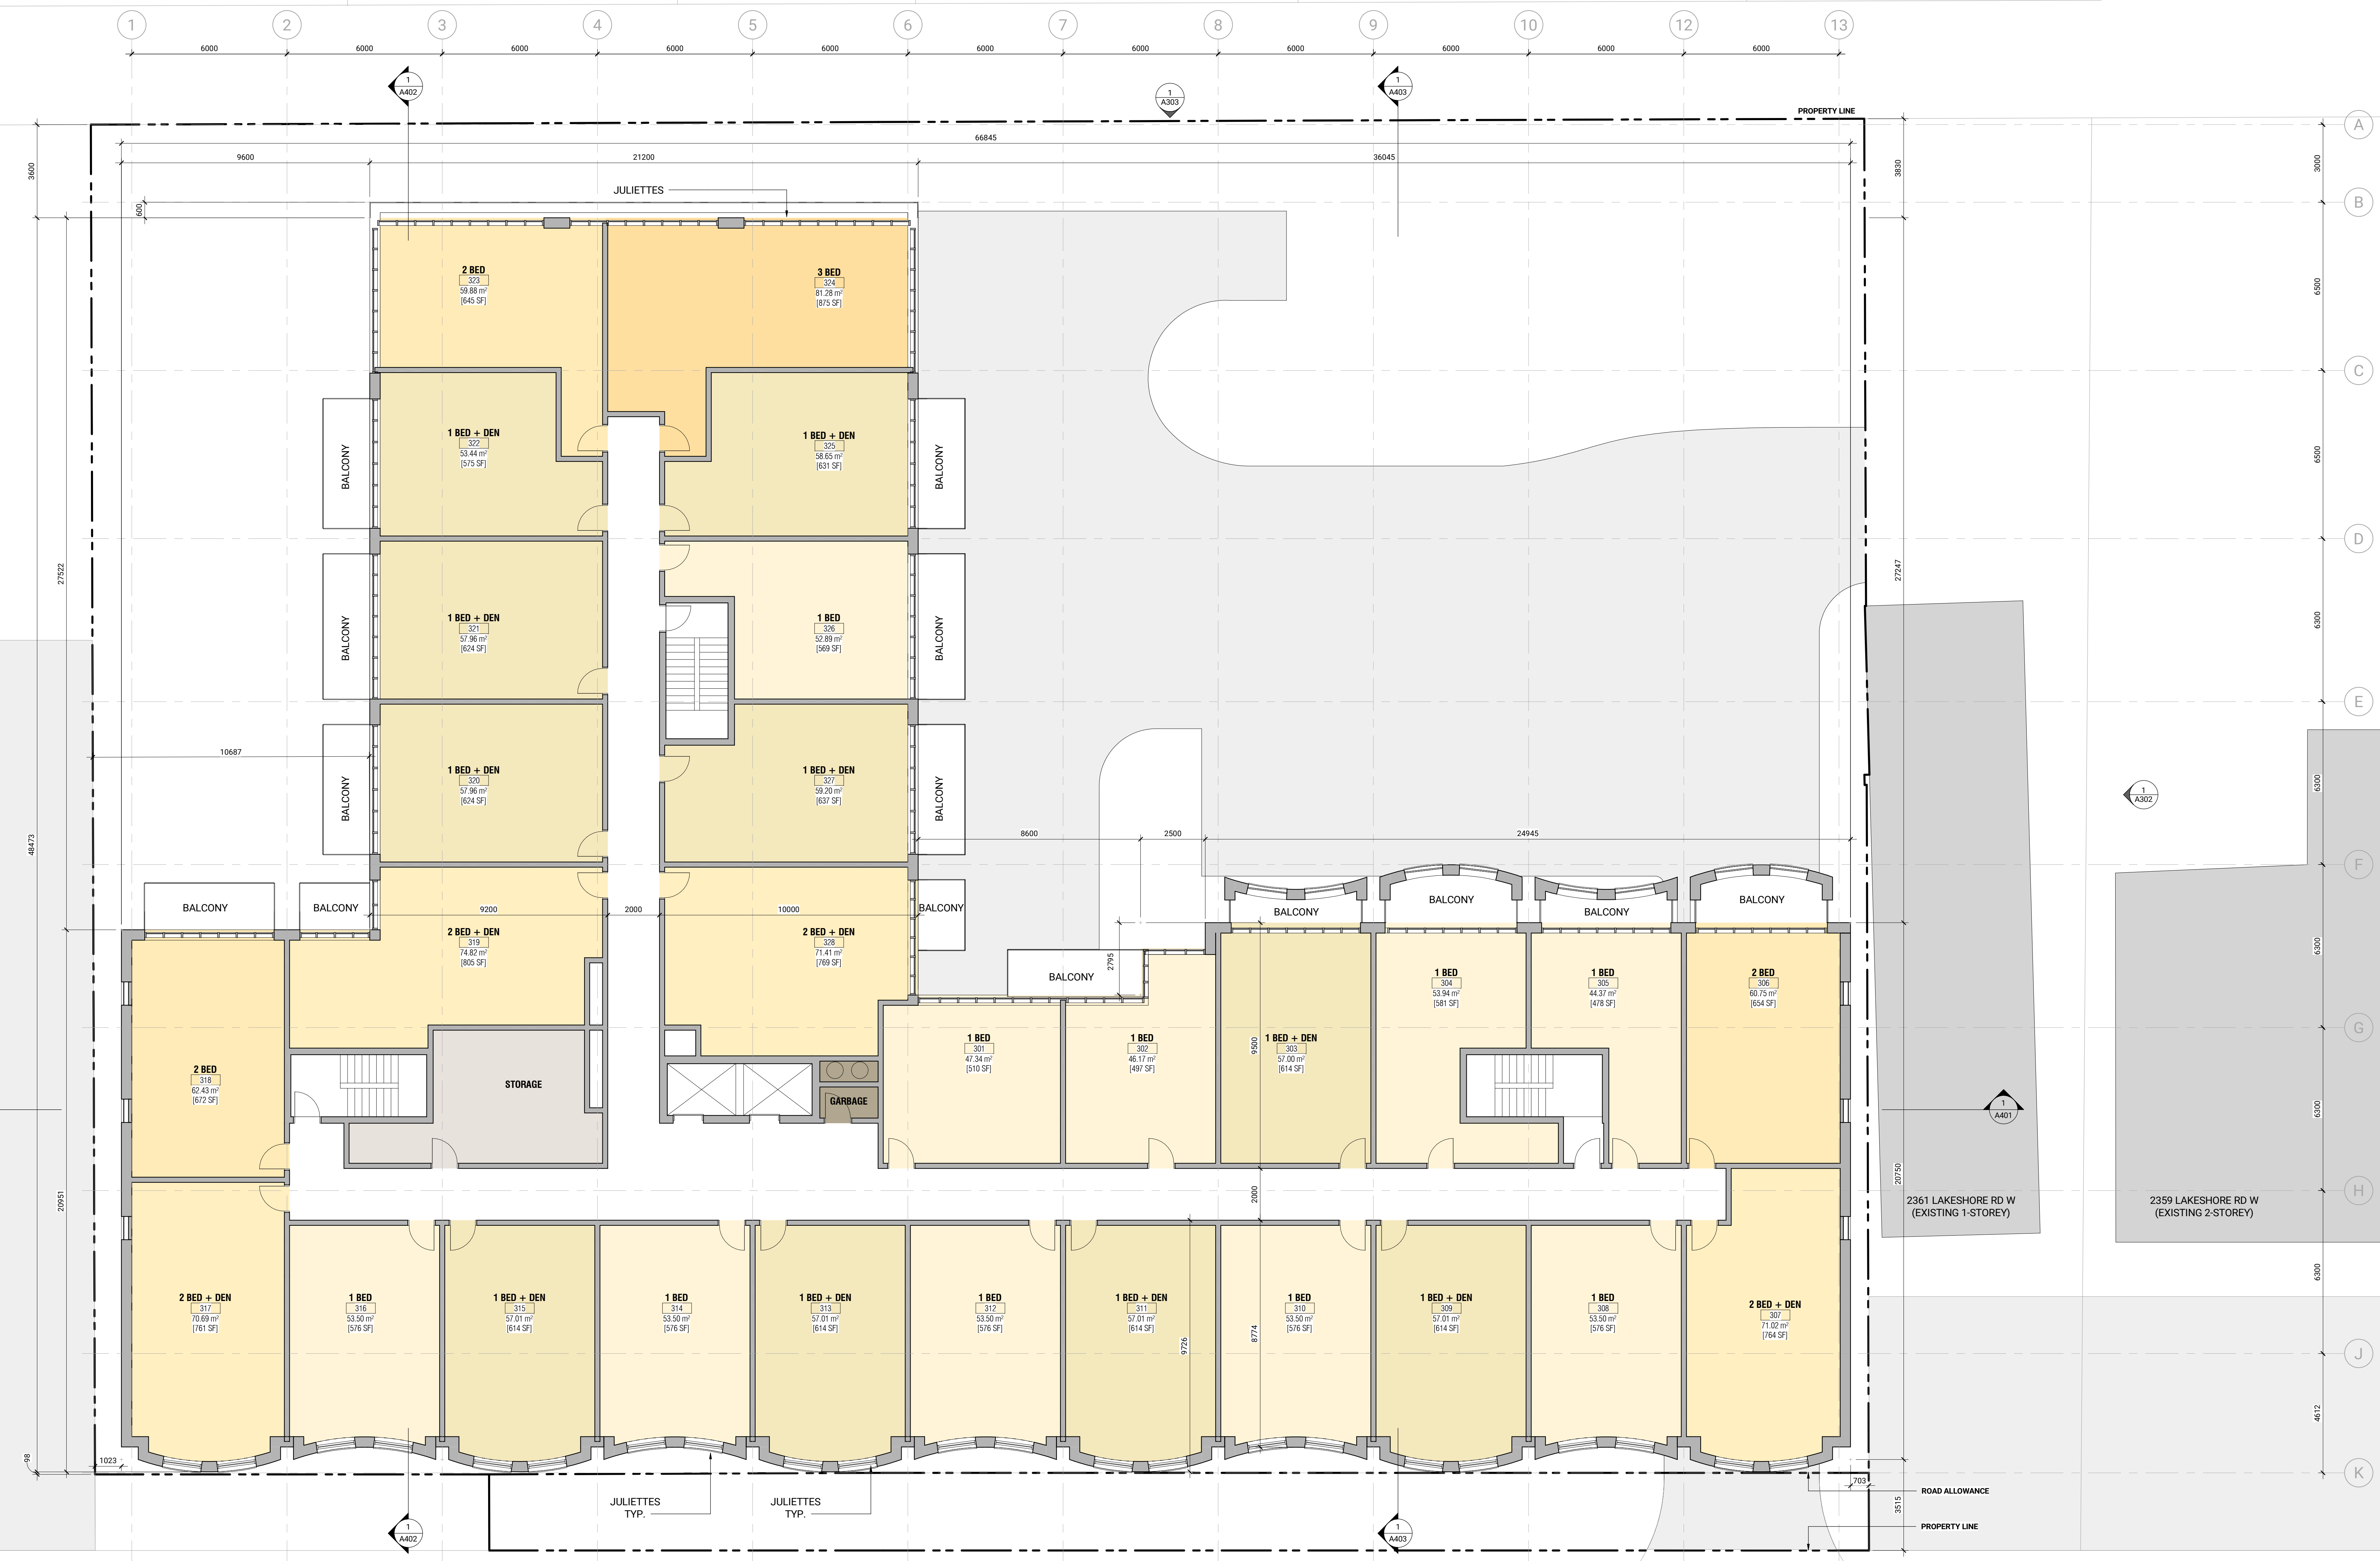 1 2 3 4 5 6 7 8 9 10 12 13
6000 6000 6000 6000 6000 6000 6000 6000 6000 6000 6000
1
A402
1
A303
1
A403
PROPERTY LINE
A
66845
9600 21200 36045
3600
3830
3000
JULIETTES
600
B
2 BED
323
59.88 m²
[645 SF]
3 BED
324
81.28 m²
[875 SF]
6500
C
1 BED + DEN
322
53.44 m²
[575 SF]
1 BED + DEN
325
58.65 m²
[631 SF]
BALCONY
BALCONY
6500
D
27522
27247
1 BED + DEN
321
57.96 m²
[624 SF]
1 BED
326
52.89 m²
[569 SF]
BALCONY
BALCONY
6300
E
10687
1 BED + DEN
320
57.96 m²
[624 SF]
1 BED + DEN
327
59.20 m²
[637 SF]
BALCONY
BALCONY
6300
1
A302
48473
8600 2500 24945
F
BALCONY
BALCONY
9200 2000 10000
BALCONY
2 BED + DEN
319
74.82 m²
[805 SF]
2 BED + DEN
328
71.41 m²
[769 SF]
BALCONY
BALCONY
BALCONY
BALCONY
6300
2795
BALCONY
1 BED
304
53.94 m²
[581 SF]
1 BED
305
44.37 m²
[478 SF]
2 BED
306
60.75 m²
[654 SF]
G
1 BED
301
47.34 m²
[510 SF]
1 BED
302
46.17 m²
[497 SF]
9500
1 BED + DEN
303
57.00 m²
[614 SF]
2 BED
318
62.43 m²
[672 SF]
STORAGE
GARBAGE
1
A401
6300
20750
20951
2000
H
2361 LAKESHORE RD W
(EXISTING 1-STOREY)
2359 LAKESHORE RD W
(EXISTING 2-STOREY)
6300
2 BED + DEN
317
70.69 m²
[761 SF]
1 BED
316
53.50 m²
[576 SF]
1 BED + DEN
315
57.01 m²
[614 SF]
1 BED
314
53.50 m²
[576 SF]
1 BED + DEN
313
57.01 m²
[614 SF]
1 BED
312
53.50 m²
[576 SF]
1 BED + DEN
311
57.01 m²
[614 SF]
1 BED
310
53.50 m²
[576 SF]
1 BED + DEN
309
57.01 m²
[614 SF]
1 BED
308
53.50 m²
[576 SF]
2 BED + DEN
307
71.02 m²
[764 SF]
9726
8774
J
4612
98
1023
703
K
JULIETTES
TYP.
JULIETTES
TYP.
ROAD ALLOWANCE
3515
PROPERTY LINE
1
A402
1
A403